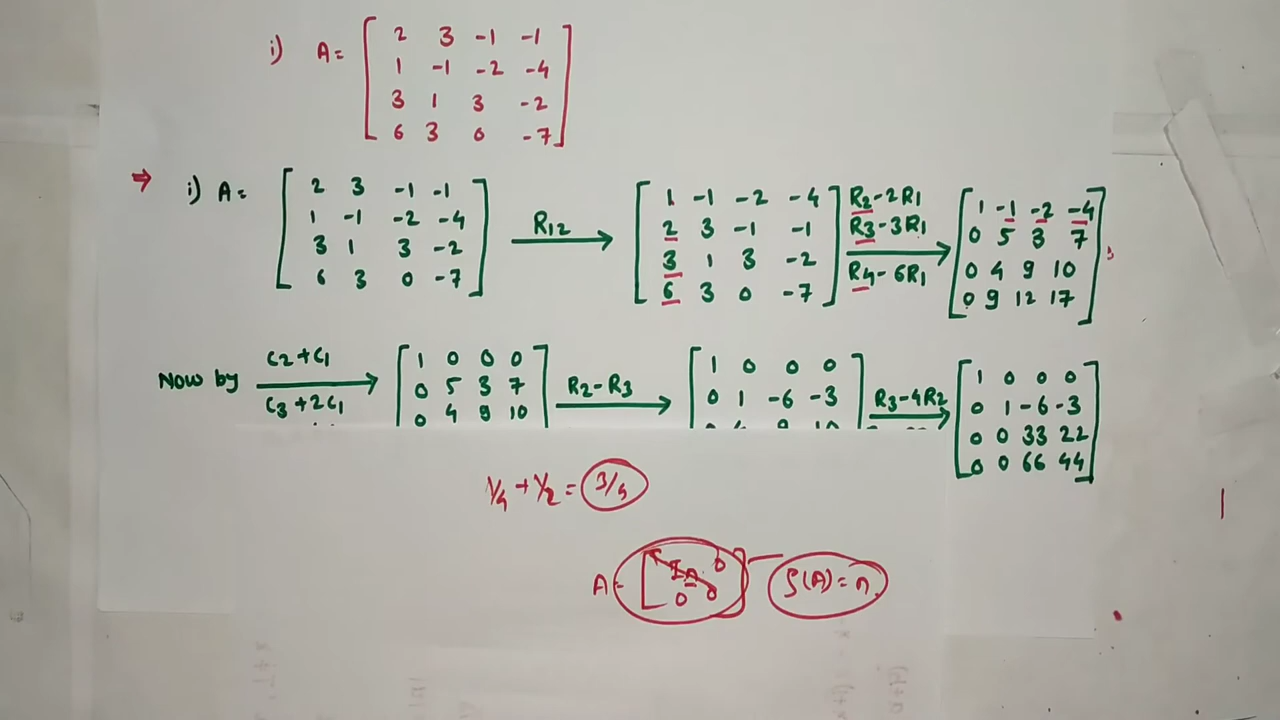 i) A= [ 2 3 -1 -1
1 -1 -2 -4
3 1 3 -2
6 3 0 -7 ]
⇒ i) A= [ 2 3 -1 -1
1 -1 -2 -4
3 1 3 -2
6 3 0 -7 ]
R12
[ 1 -1 -2 -4
2 3 -1 -1
3 1 3 -2
6 3 0 -7 ]
R2-2R1
R3-3R1
R4-6R1
[ 1 -1 -2 -4
0 5 3 7
0 4 9 10
0 9 12 17 ]
Now by
C2+C1
C3+2C1
[ 1 0 0 0
0 5 3 7
0 4 9 10
R2-R3
[ 1 0 0 0
0 1 -6 -3
R3-4R2
[ 1 0 0 0
0 1 -6 -3
0 0 33 22
0 0 66 44 ]
1/4 + 1/2 = 3/4
A= [ 0
0 0 ]
ρ(A) = n